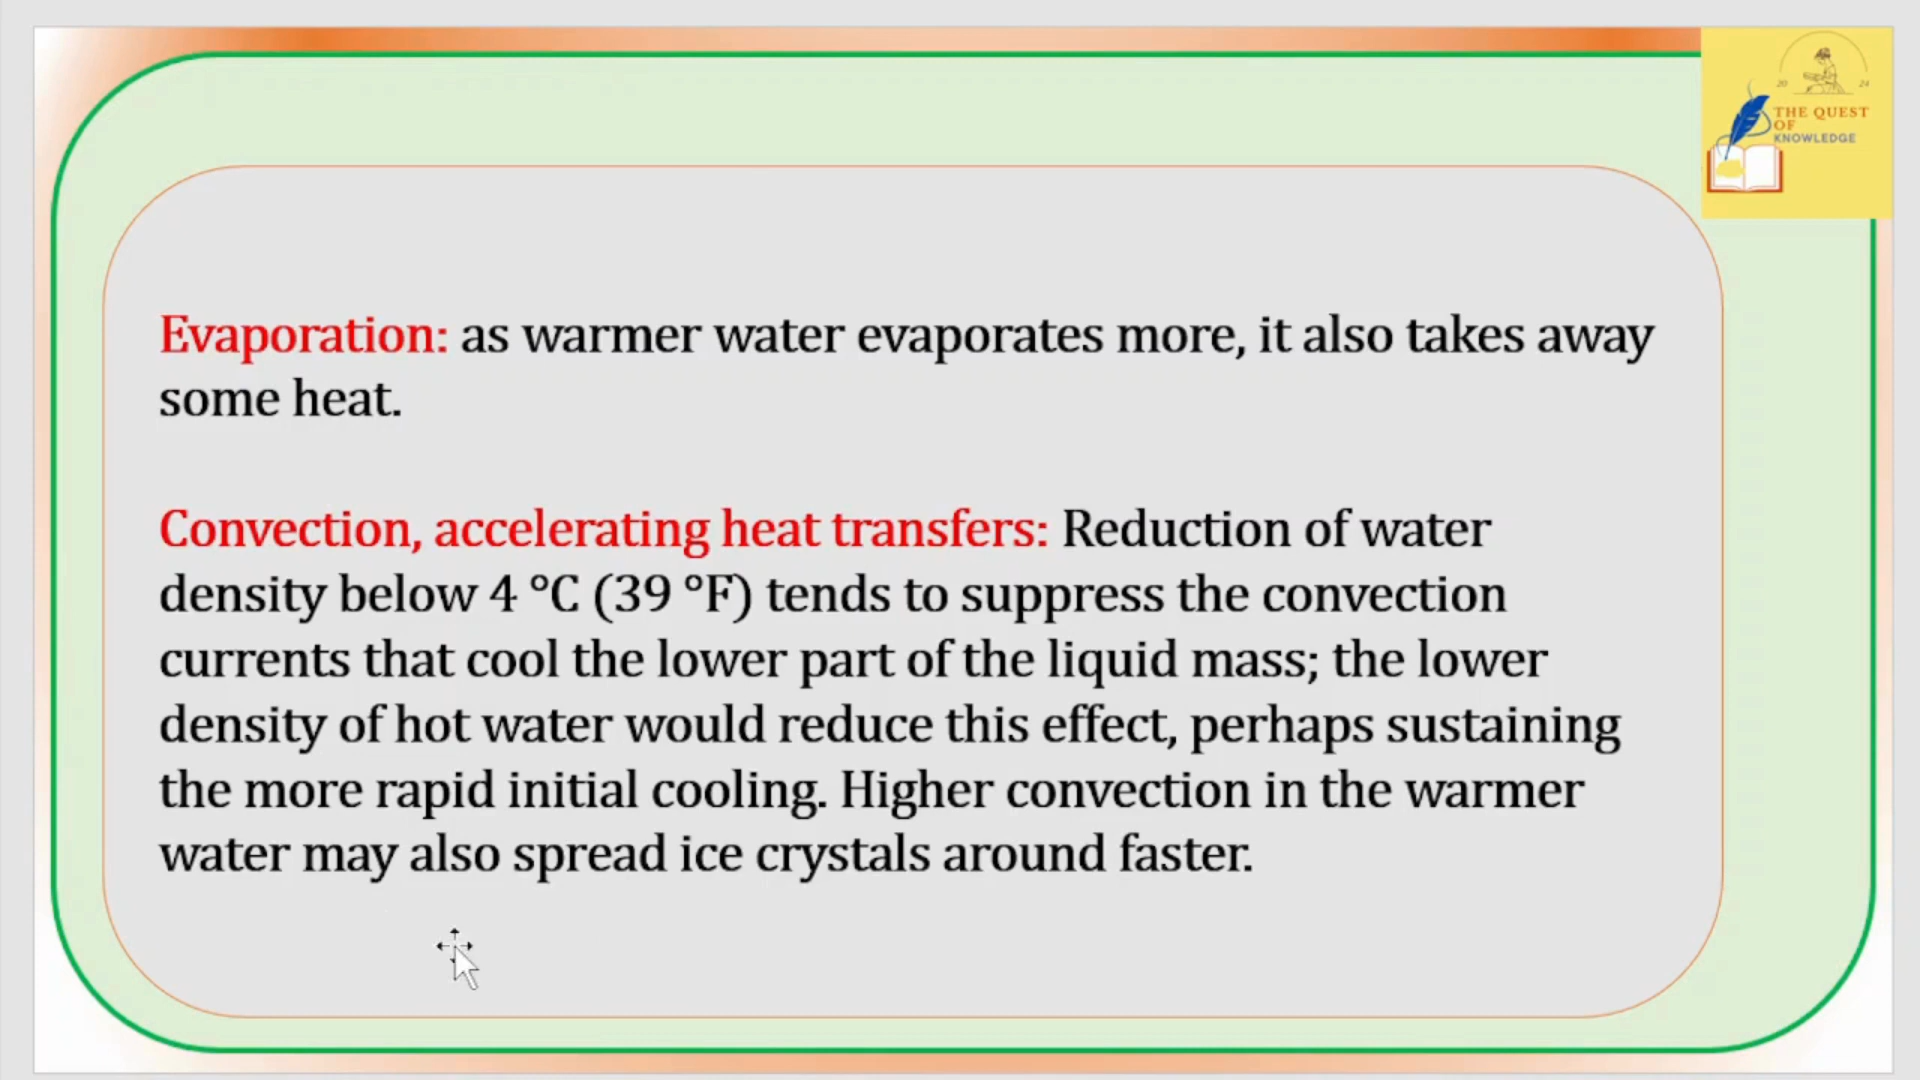 20 24
THE QUEST
OF
KNOWLEDGE
Evaporation: as warmer water evaporates more, it also takes away
some heat.
Convection, accelerating heat transfers: Reduction of water
density below 4 °C (39 °F) tends to suppress the convection
currents that cool the lower part of the liquid mass; the lower
density of hot water would reduce this effect, perhaps sustaining
the more rapid initial cooling. Higher convection in the warmer
water may also spread ice crystals around faster.